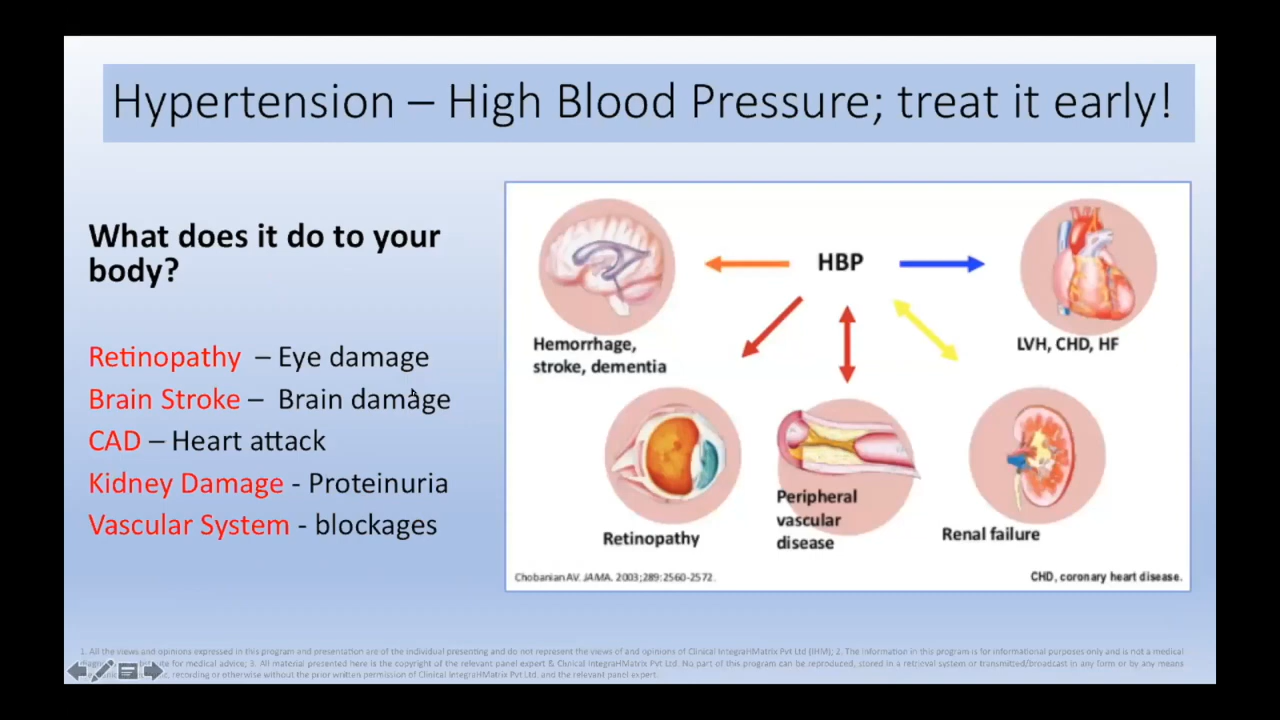 Hypertension – High Blood Pressure; treat it early!
What does it do to your
body?
Retinopathy – Eye damage
Brain Stroke – Brain damage
CAD – Heart attack
Kidney Damage - Proteinuria
Vascular System - blockages
HBP
Hemorrhage,
stroke, dementia
LVH, CHD, HF
Retinopathy
Peripheral
vascular
disease
Renal failure
Chobanian AV. JAMA. 2003;289:2560-2572.
CHD, coronary heart disease.
1. All the views and opinions expressed in this program and presentation are of the individual presenting and do not represent the views of and opinions of Clinical IntegraHMatrix Pvt Ltd (IHM); 2. The information in this program is for informational purposes only and is not a medical
for medical advice; 3. All material presented here is the copyright of the relevant panel expert & Clinical IntegraHMatrix Pvt Ltd. No part of this program can be reproduced, stored in a retrieval system or transmitted/broadcast in any form or by any means
recording or otherwise without the prior written permission of Clinical IntegraHMatrix Pvt Ltd. and the relevant panel expert.